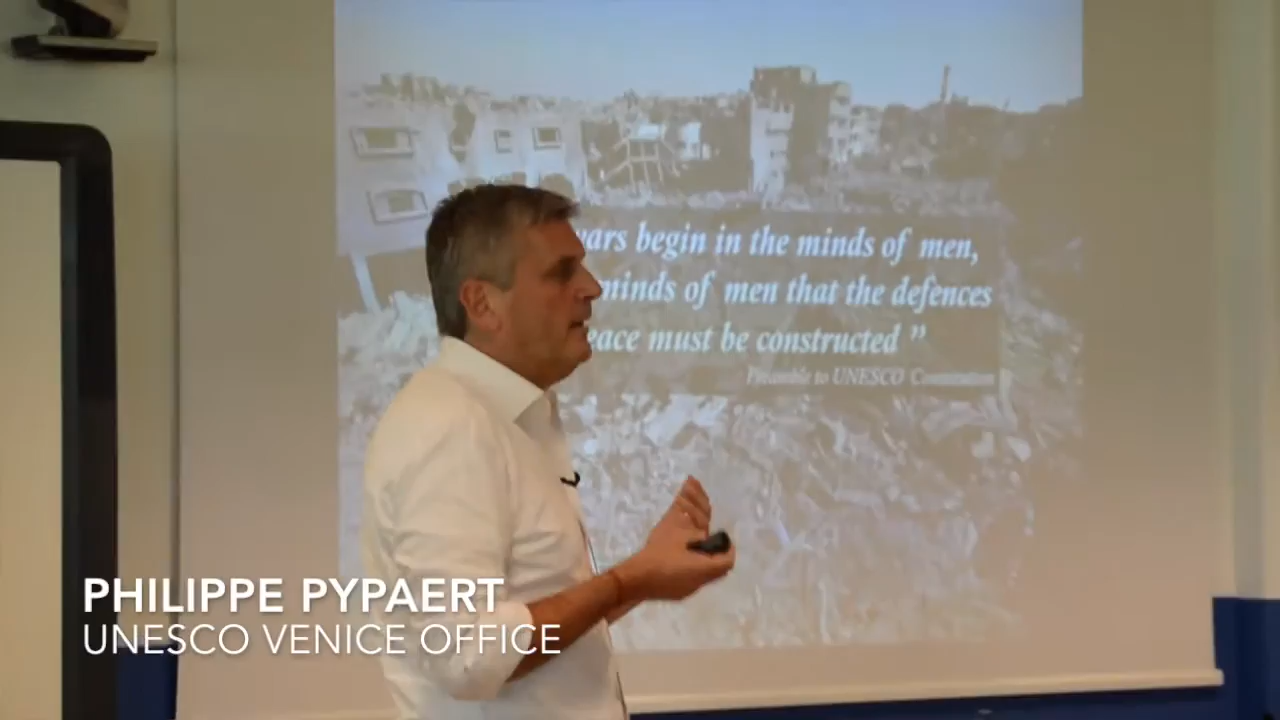 wars begin in the minds of men,
minds of men that the defences
eace must be constructed ”
Preamble to UNESCO Constitution
PHILIPPE PYPAERT
UNESCO VENICE OFFICE